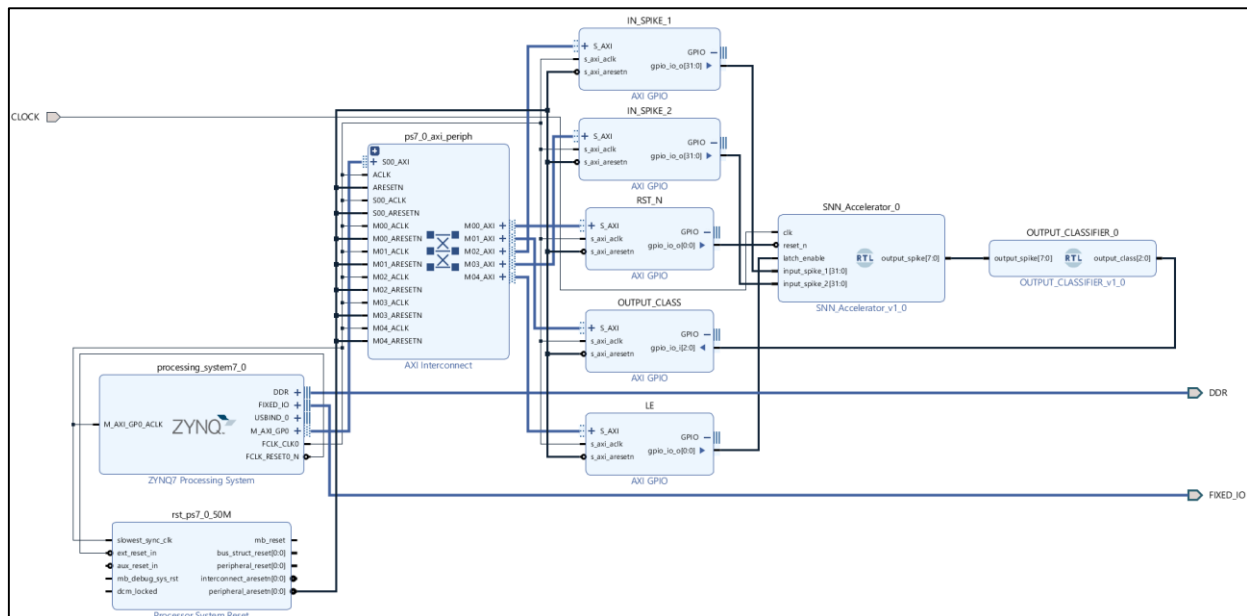 CLOCK
IN_SPIKE_1
S_AXI
s_axi_aclk
s_axi_aresetn
GPIO
gpio_io_o[31:0]
AXI GPIO
IN_SPIKE_2
S_AXI
s_axi_aclk
s_axi_aresetn
GPIO
gpio_io_o[31:0]
AXI GPIO
ps7_0_axi_periph
S00_AXI
ACLK
ARESETN
S00_ACLK
S00_ARESETN
M00_ACLK
M00_ARESETN
M01_ACLK
M01_ARESETN
M02_ACLK
M02_ARESETN
M03_ACLK
M03_ARESETN
M04_ACLK
M04_ARESETN
M00_AXI
M01_AXI
M02_AXI
M03_AXI
M04_AXI
AXI Interconnect
RST_N
S_AXI
s_axi_aclk
s_axi_aresetn
GPIO
gpio_io_o[0:0]
AXI GPIO
SNN_Accelerator_0
clk
reset_n
latch_enable
input_spike_1[31:0]
input_spike_2[31:0]
RTL
output_spike[7:0]
SNN_Accelerator_v1_0
OUTPUT_CLASSIFIER_0
output_spike[7:0]
RTL
output_class[2:0]
OUTPUT_CLASSIFIER_v1_0
OUTPUT_CLASS
S_AXI
s_axi_aclk
s_axi_aresetn
GPIO
gpio_io_i[2:0]
AXI GPIO
LE
S_AXI
s_axi_aclk
s_axi_aresetn
GPIO
gpio_io_o[0:0]
AXI GPIO
processing_system7_0
M_AXI_GP0_ACLK
ZYNQ
DDR
FIXED_IO
USBIND_0
M_AXI_GP0
FCLK_CLK0
FCLK_RESET0_N
ZYNQ7 Processing System
DDR
FIXED_IO
rst_ps7_0_50M
slowest_sync_clk
ext_reset_in
aux_reset_in
mb_debug_sys_rst
dcm_locked
mb_reset
bus_struct_reset[0:0]
peripheral_reset[0:0]
interconnect_aresetn[0:0]
peripheral_aresetn[0:0]
Processor System Reset